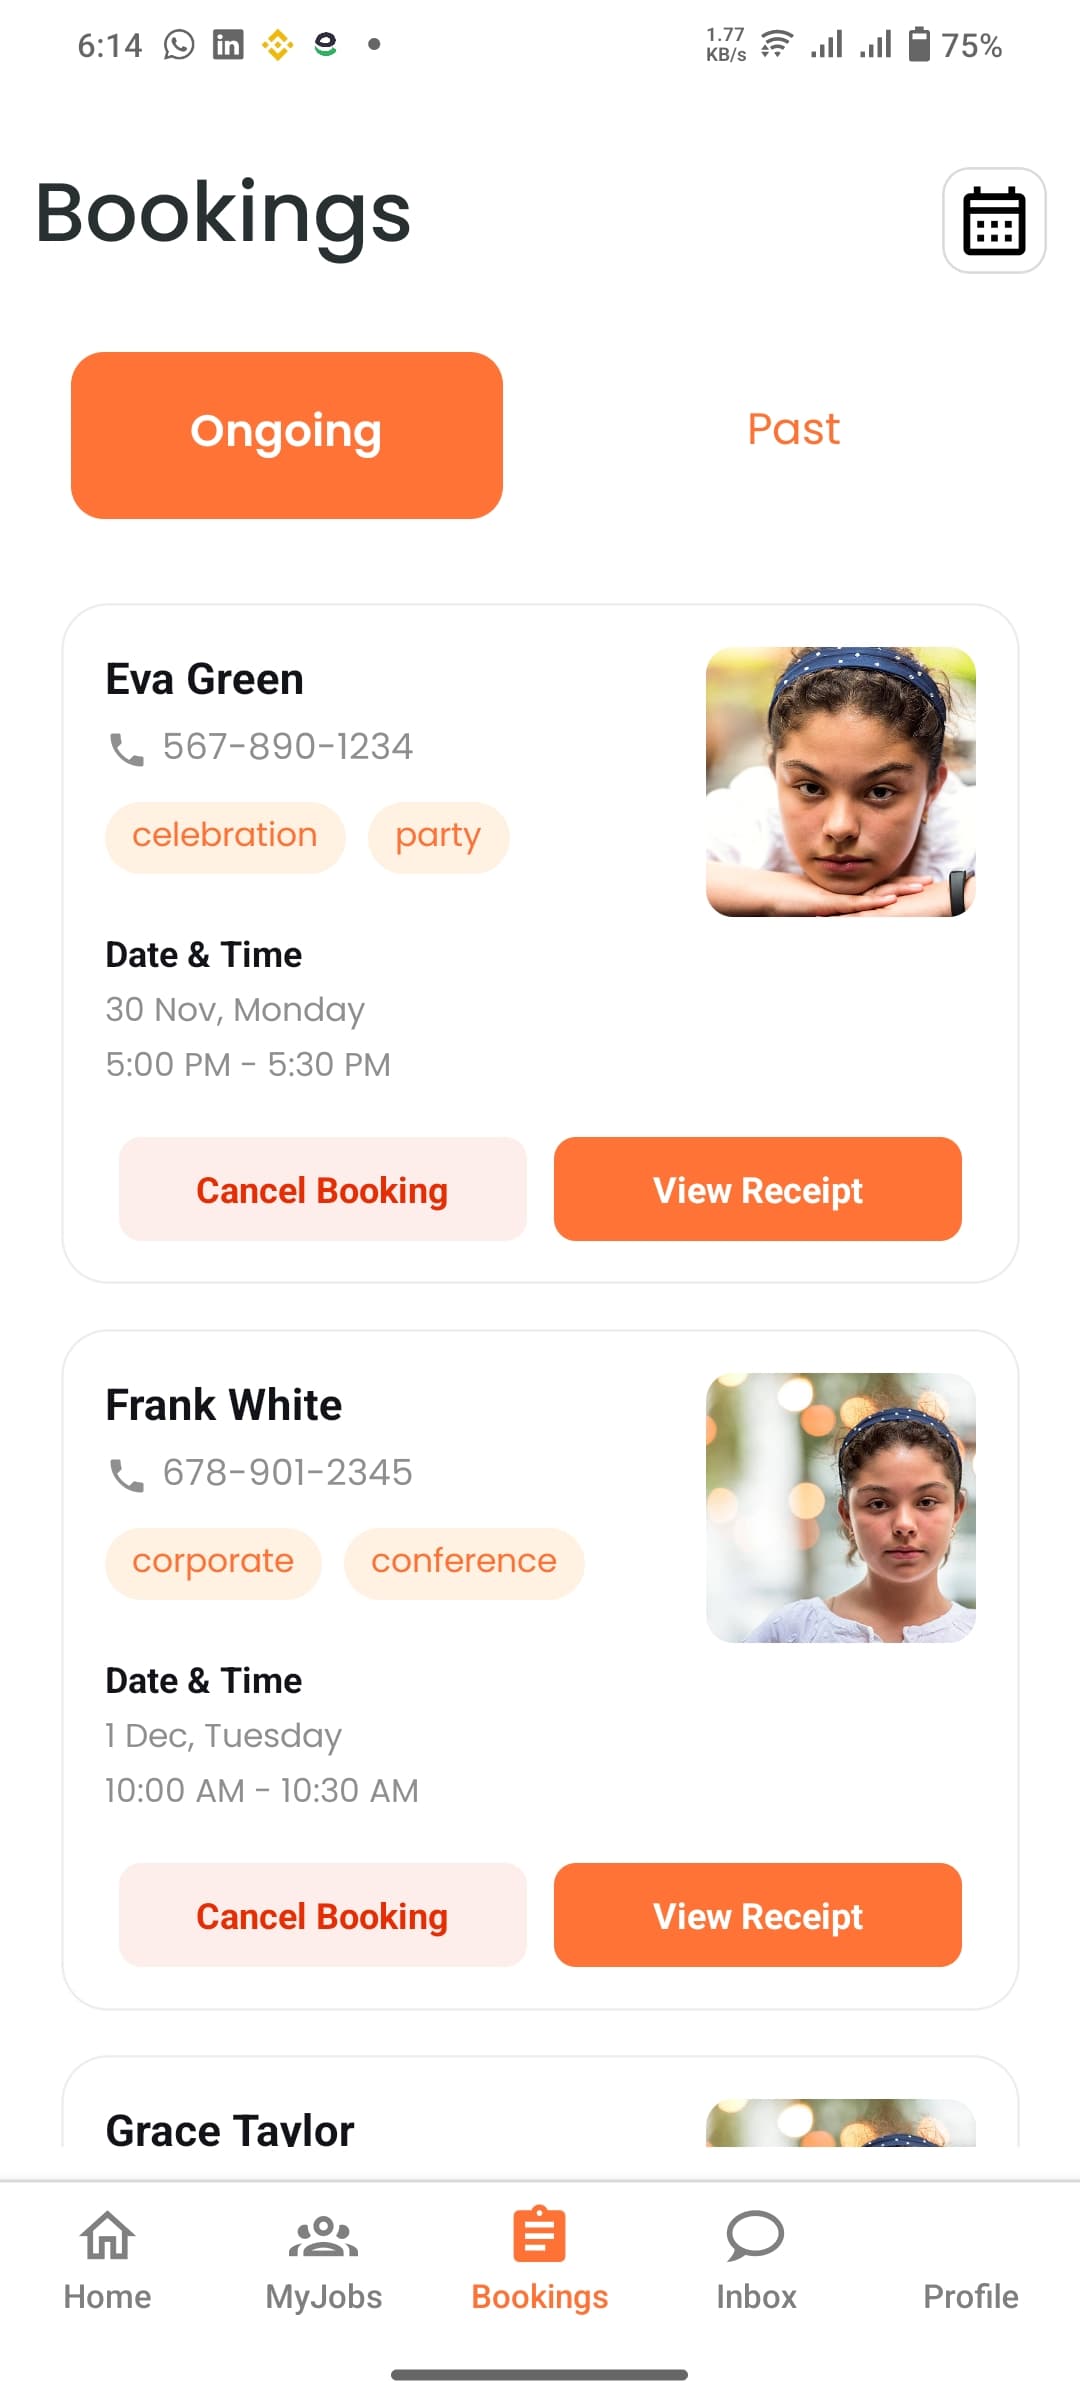 6:14
1.77
KB/s
75%
Bookings
Ongoing
Past
Eva Green
567-890-1234
celebration
party
Date & Time
30 Nov, Monday
5:00 PM - 5:30 PM
Cancel Booking
View Receipt
Frank White
678-901-2345
corporate
conference
Date & Time
1 Dec, Tuesday
10:00 AM - 10:30 AM
Cancel Booking
View Receipt
Grace Taylor
Home
MyJobs
Bookings
Inbox
Profile